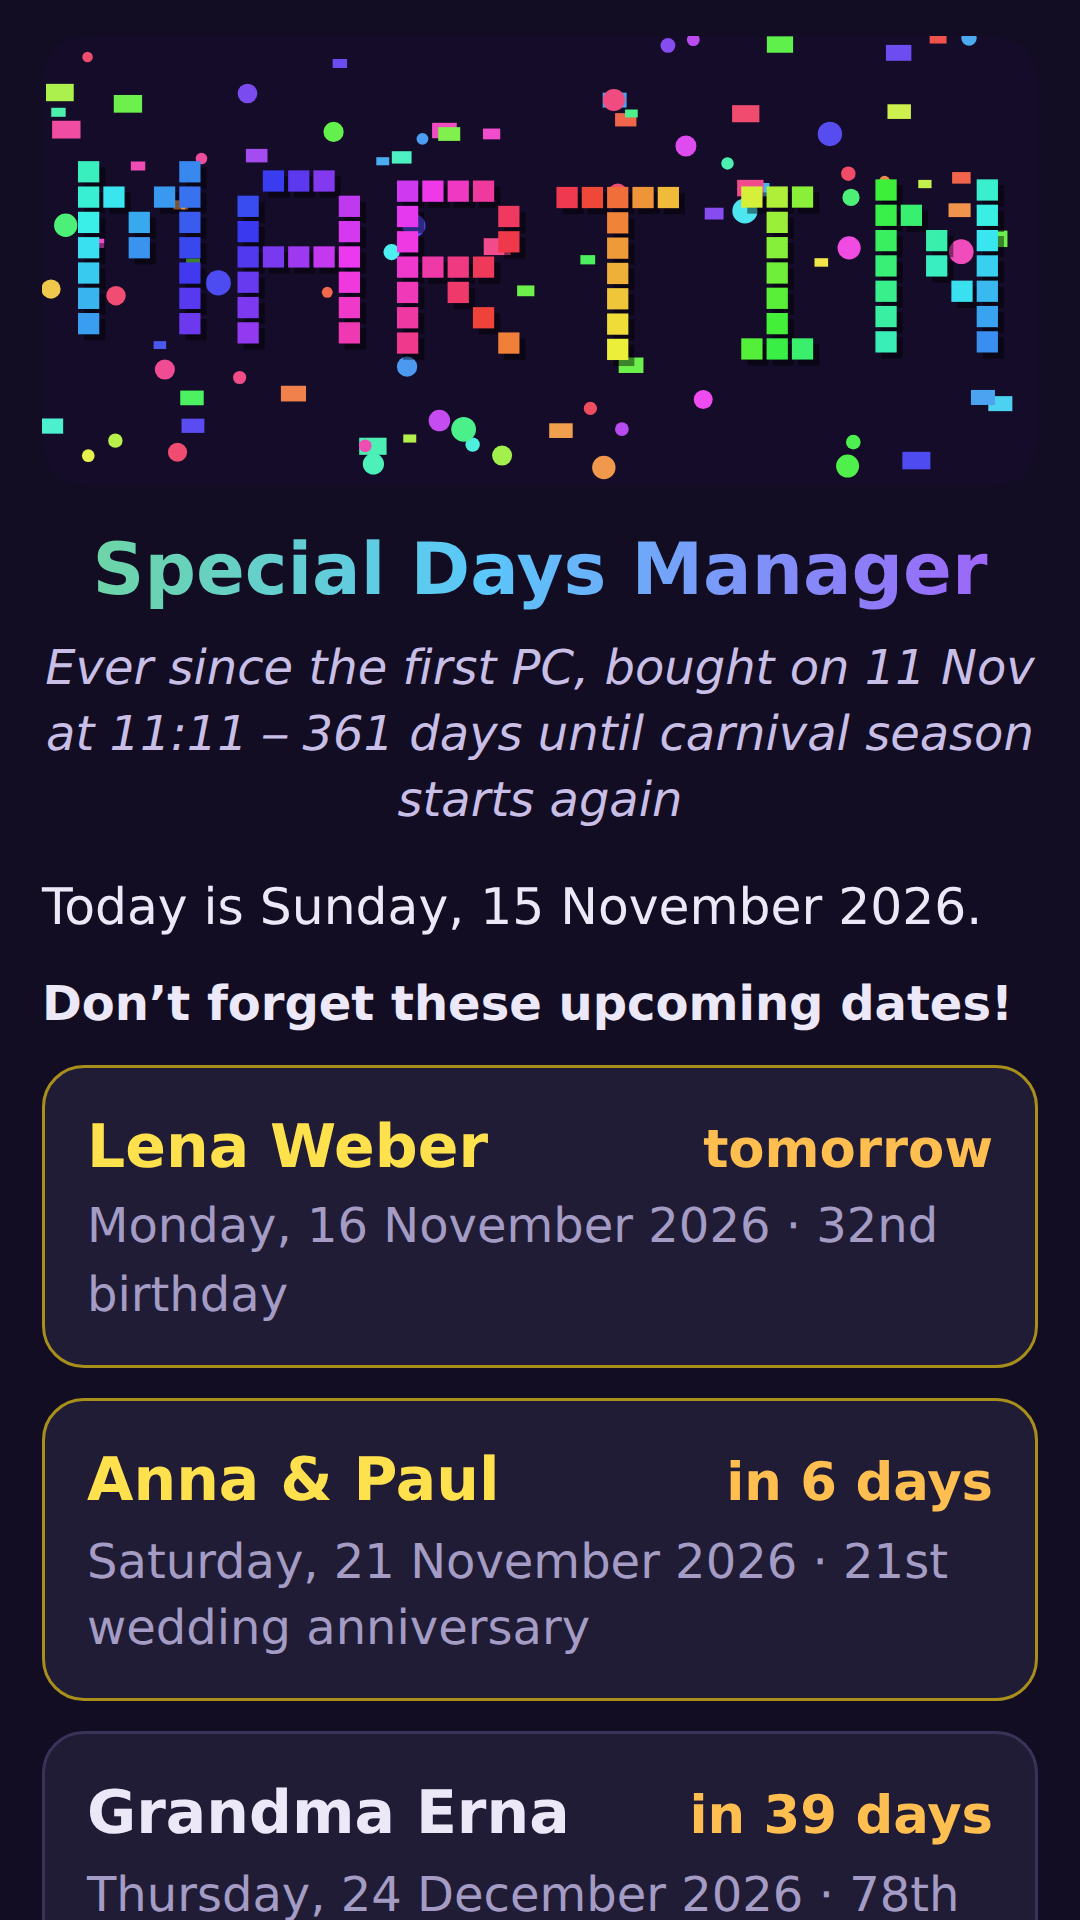 MARTIM
Special Days Manager
Ever since the first PC, bought on 11 Nov
at 11:11 – 361 days until carnival season
starts again
Today is Sunday, 15 November 2026.
Don’t forget these upcoming dates!
Lena Weber tomorrow
Monday, 16 November 2026 · 32nd
birthday
Anna & Paul in 6 days
Saturday, 21 November 2026 · 21st
wedding anniversary
Grandma Erna in 39 days
Thursday, 24 December 2026 · 78th